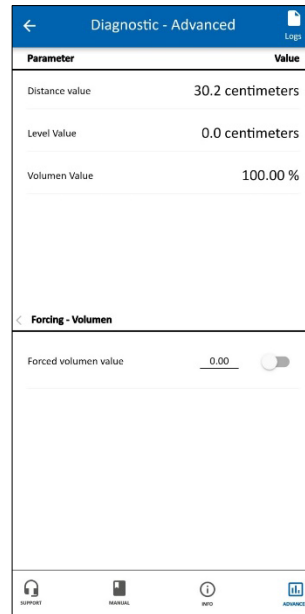 Diagnostic - Advanced
Logs
Parameter Value
Distance value 30.2 centimeters
Level Value 0.0 centimeters
Volumen Value 100.00 %
Forcing - Volumen
Forced volumen value 0.00
SUPPORT MANUAL INFO ADVANCE